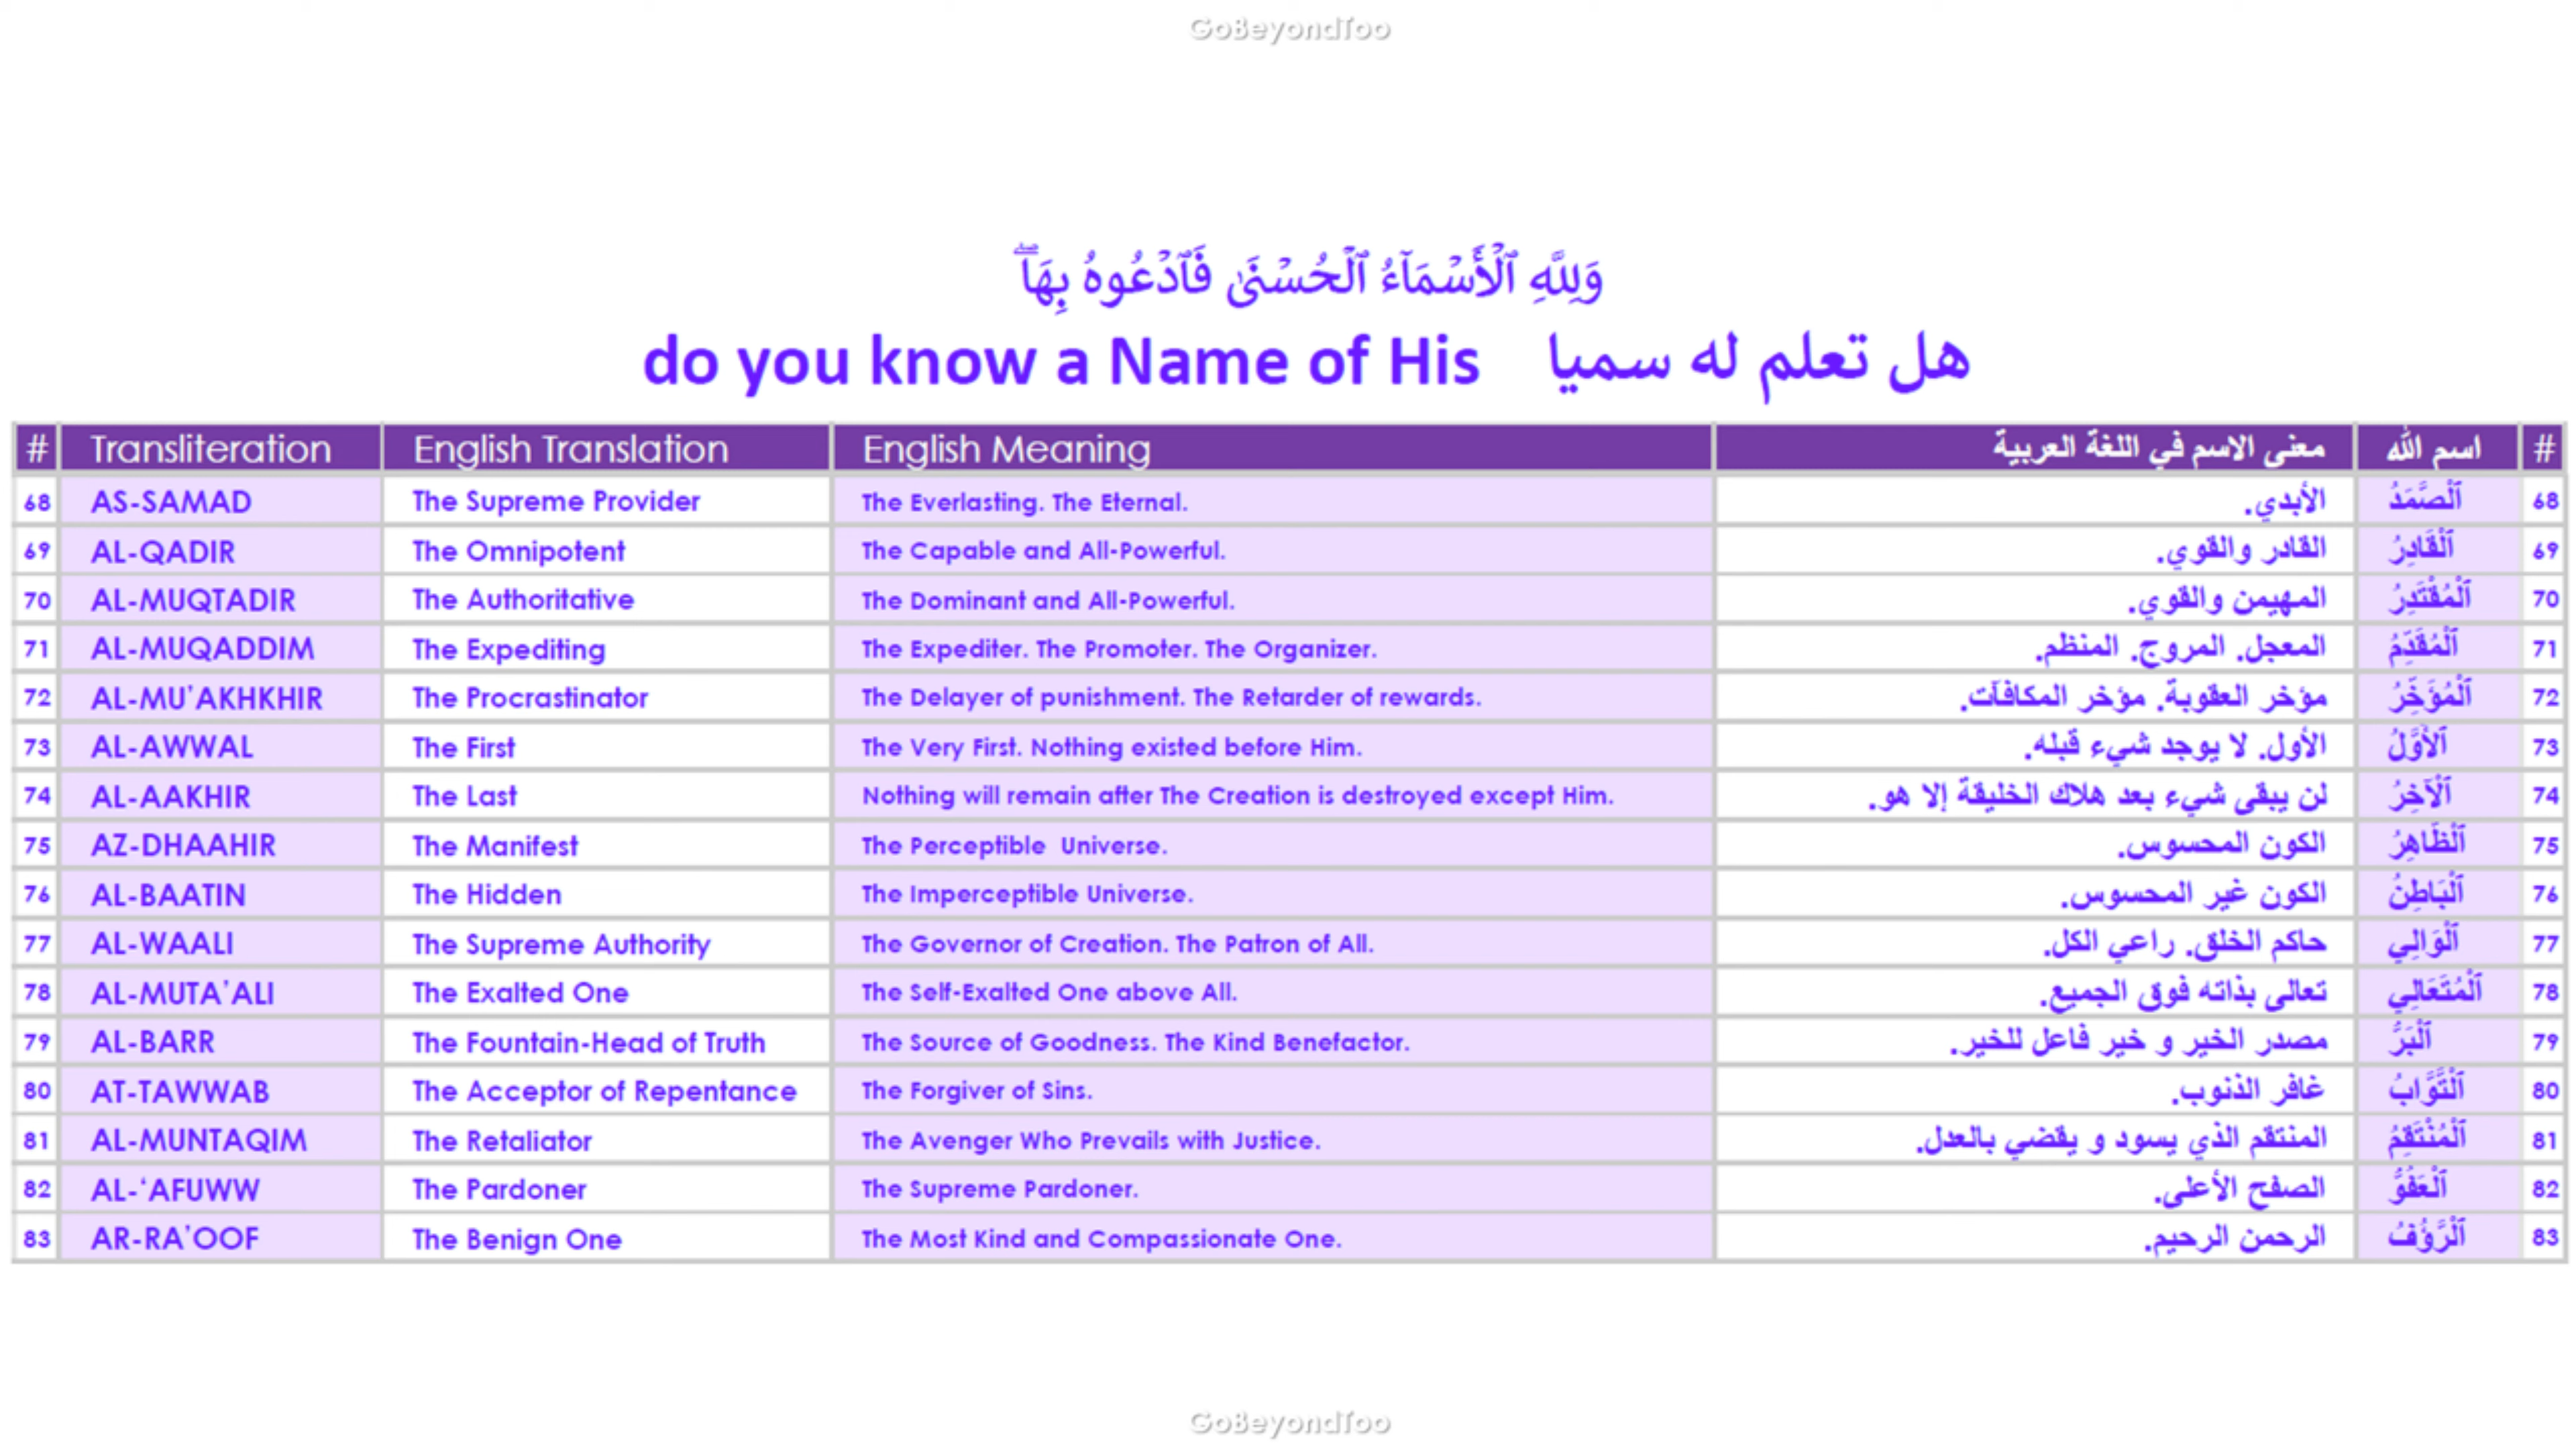 GoBeyondToo
وَلِلَّهِ ٱلْأَسْمَآءُ ٱلْحُسْنَىٰ فَٱدْعُوهُ بِهَا ۖ
do you know a Name of His هل تعلم له سميا
# Transliteration English Translation English Meaning معنى الاسم في اللغة العربية اسم الله #
68 AS-SAMAD The Supreme Provider The Everlasting. The Eternal. الأبدي. ٱلْصَّمَدُ 68
69 AL-QADIR The Omnipotent The Capable and All-Powerful. القادر والقوي. ٱلْقَادِرُ 69
70 AL-MUQTADIR The Authoritative The Dominant and All-Powerful. المهيمن والقوي. ٱلْمُقْتَدِرُ 70
71 AL-MUQADDIM The Expediting The Expediter. The Promoter. The Organizer. المعجل. المروج. المنظم. ٱلْمُقَدِّمُ 71
72 AL-MU'AKHKHIR The Procrastinator The Delayer of punishment. The Retarder of rewards. مؤخر العقوبة. مؤخر المكافآت. ٱلْمُؤَخِّرُ 72
73 AL-AWWAL The First The Very First. Nothing existed before Him. الأول. لا يوجد شيء قبله. ٱلأَوَّلُ 73
74 AL-AAKHIR The Last Nothing will remain after The Creation is destroyed except Him. لن يبقى شيء بعد هلاك الخليقة إلا هو. ٱلْآخِرُ 74
75 AZ-DHAAHIR The Manifest The Perceptible Universe. الكون المحسوس. ٱلْظَّاهِرُ 75
76 AL-BAATIN The Hidden The Imperceptible Universe. الكون غير المحسوس. ٱلْبَاطِنُ 76
77 AL-WAALI The Supreme Authority The Governor of Creation. The Patron of All. حاكم الخلق. راعي الكل. ٱلْوَالِي 77
78 AL-MUTA'ALI The Exalted One The Self-Exalted One above All. تعالى بذاته فوق الجميع. ٱلْمُتَعَالِي 78
79 AL-BARR The Fountain-Head of Truth The Source of Goodness. The Kind Benefactor. مصدر الخير و خير فاعل للخير. ٱلْبَرُّ 79
80 AT-TAWWAB The Acceptor of Repentance The Forgiver of Sins. غافر الذنوب. ٱلْتَّوَّابُ 80
81 AL-MUNTAQIM The Retaliator The Avenger Who Prevails with Justice. المنتقم الذي يسود و يقضي بالعدل. ٱلْمُنْتَقِمُ 81
82 AL-‘AFUWW The Pardoner The Supreme Pardoner. الصفح الأعلى. ٱلْعَفُوُّ 82
83 AR-RA'OOF The Benign One The Most Kind and Compassionate One. الرحمن الرحيم. ٱلْرَّؤُفُ 83
GoBeyondToo